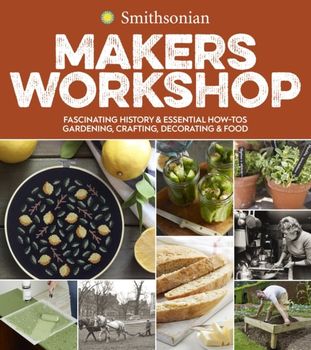 Smithsonian
MAKERS
WORKSHOP
FASCINATING HISTORY & ESSENTIAL HOW-TOS
GARDENING, CRAFTING, DECORATING & FOOD